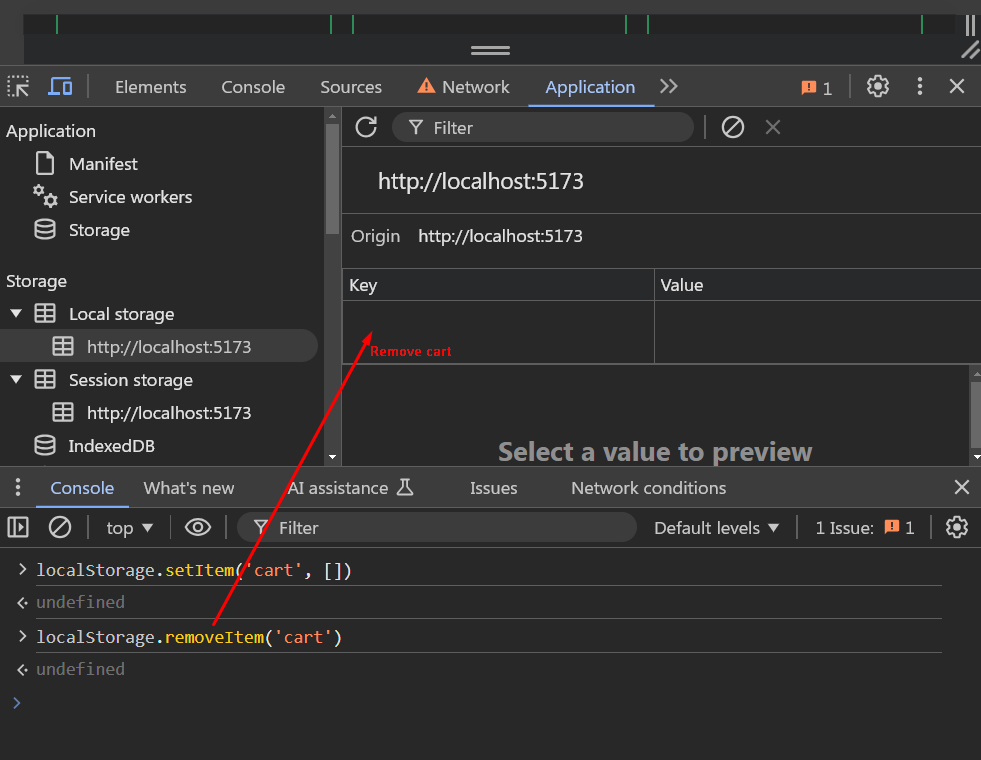 Elements Console Sources Network Application 1
Application
Manifest
Service workers
Storage
Storage
Local storage
http://localhost:5173
Session storage
http://localhost:5173
IndexedDB
Filter
http://localhost:5173
Origin http://localhost:5173
Key Value
Remove cart
Select a value to preview
Console What's new AI assistance Issues Network conditions
top Filter Default levels 1 Issue: 1
localStorage.setItem('cart', [])
undefined
localStorage.removeItem('cart')
undefined